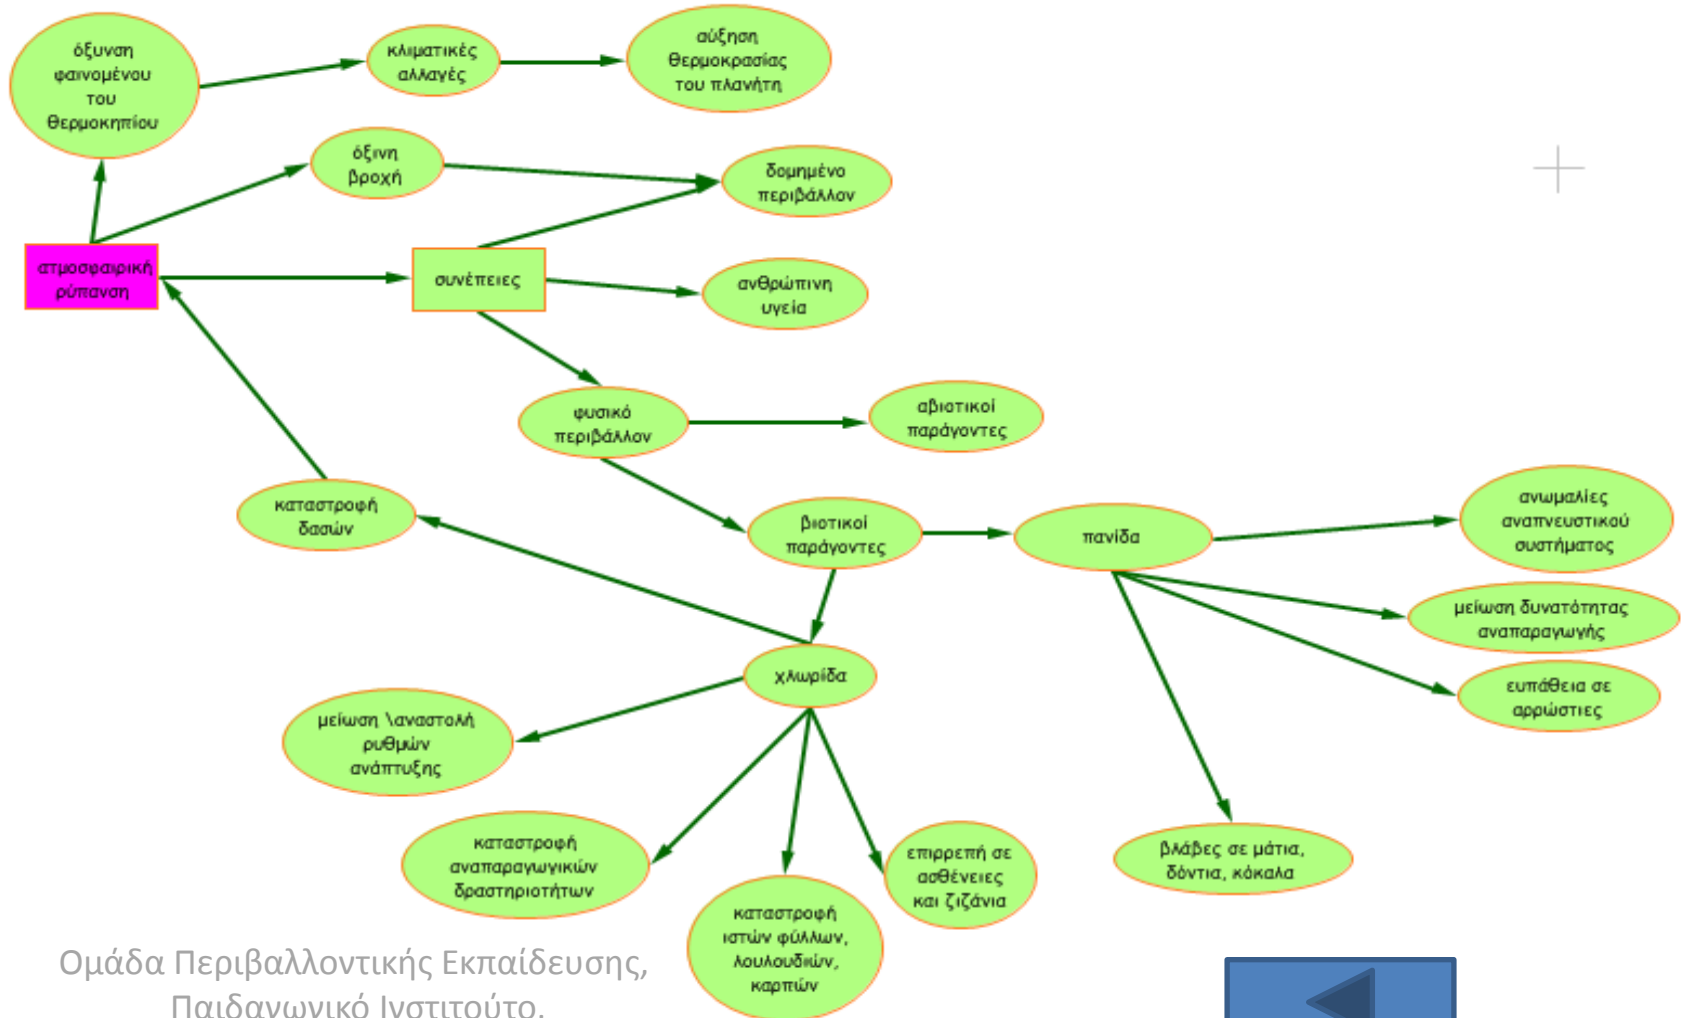 όξυνση
φαινομένου
του
θερμοκηπίου
κλιματικές
αλλαγές
αύξηση
θερμοκρασίας
του πλανήτη
όξινη
βροχή
δομημένο
περιβάλλον
ατμοσφαιρική
ρύπανση
συνέπειες
ανθρώπινη
υγεία
φυσικό
περιβάλλον
αβιοτικοί
παράγοντες
καταστροφή
δασών
βιοτικοί
παράγοντες
πανίδα
ανωμαλίες
αναπνευστικού
συστήματος
μείωση δυνατότητας
αναπαραγωγής
ευπάθεια σε
αρρώστιες
χλωρίδα
μείωση \αναστολή
ρυθμών
ανάπτυξης
καταστροφή
αναπαραγωγικών
δραστηριοτήτων
καταστροφή
ιστών φύλλων,
λουλουδιών,
καρπών
επιρρεπή σε
ασθένειες
και ζιζάνια
βλάβες σε μάτια,
δόντια, κόκαλα
Ομάδα Περιβαλλοντικής Εκπαίδευσης,
Παιδαγωγικό Ινστιτούτο.